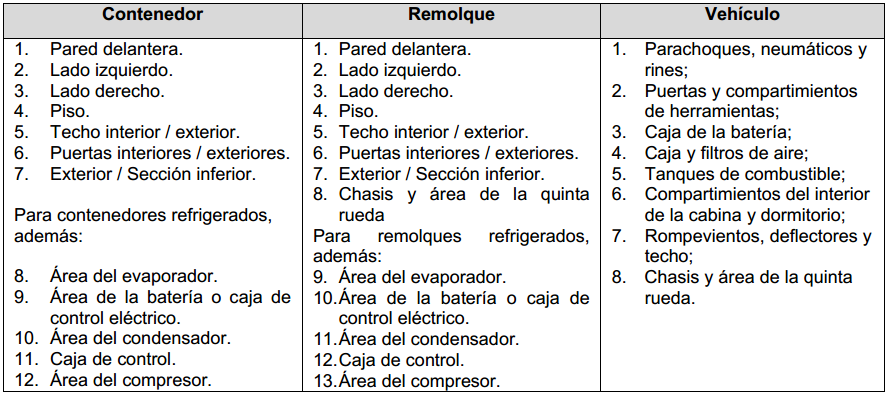 Contenedor
1. Pared delantera.
2. Lado izquierdo.
3. Lado derecho.
4. Piso.
5. Techo interior / exterior.
6. Puertas interiores / exteriores.
7. Exterior / Sección inferior.
Para contenedores refrigerados,
además:
8. Área del evaporador.
9. Área de la batería o caja de
control eléctrico.
10. Área del condensador.
11. Caja de control.
12. Área del compresor.
Remolque
1. Pared delantera.
2. Lado izquierdo.
3. Lado derecho.
4. Piso.
5. Techo interior / exterior.
6. Puertas interiores / exteriores.
7. Exterior / Sección inferior.
8. Chasis y área de la quinta
rueda
Para remolques refrigerados,
además:
9. Área del evaporador.
10.Área de la batería o caja de
control eléctrico.
11.Área del condensador.
12.Caja de control.
13.Área del compresor.
Vehículo
1. Parachoques, neumáticos y
rines;
2. Puertas y compartimientos
de herramientas;
3. Caja de la batería;
4. Caja y filtros de aire;
5. Tanques de combustible;
6. Compartimientos del interior
de la cabina y dormitorio;
7. Rompevientos, deflectores y
techo;
8. Chasis y área de la quinta
rueda.